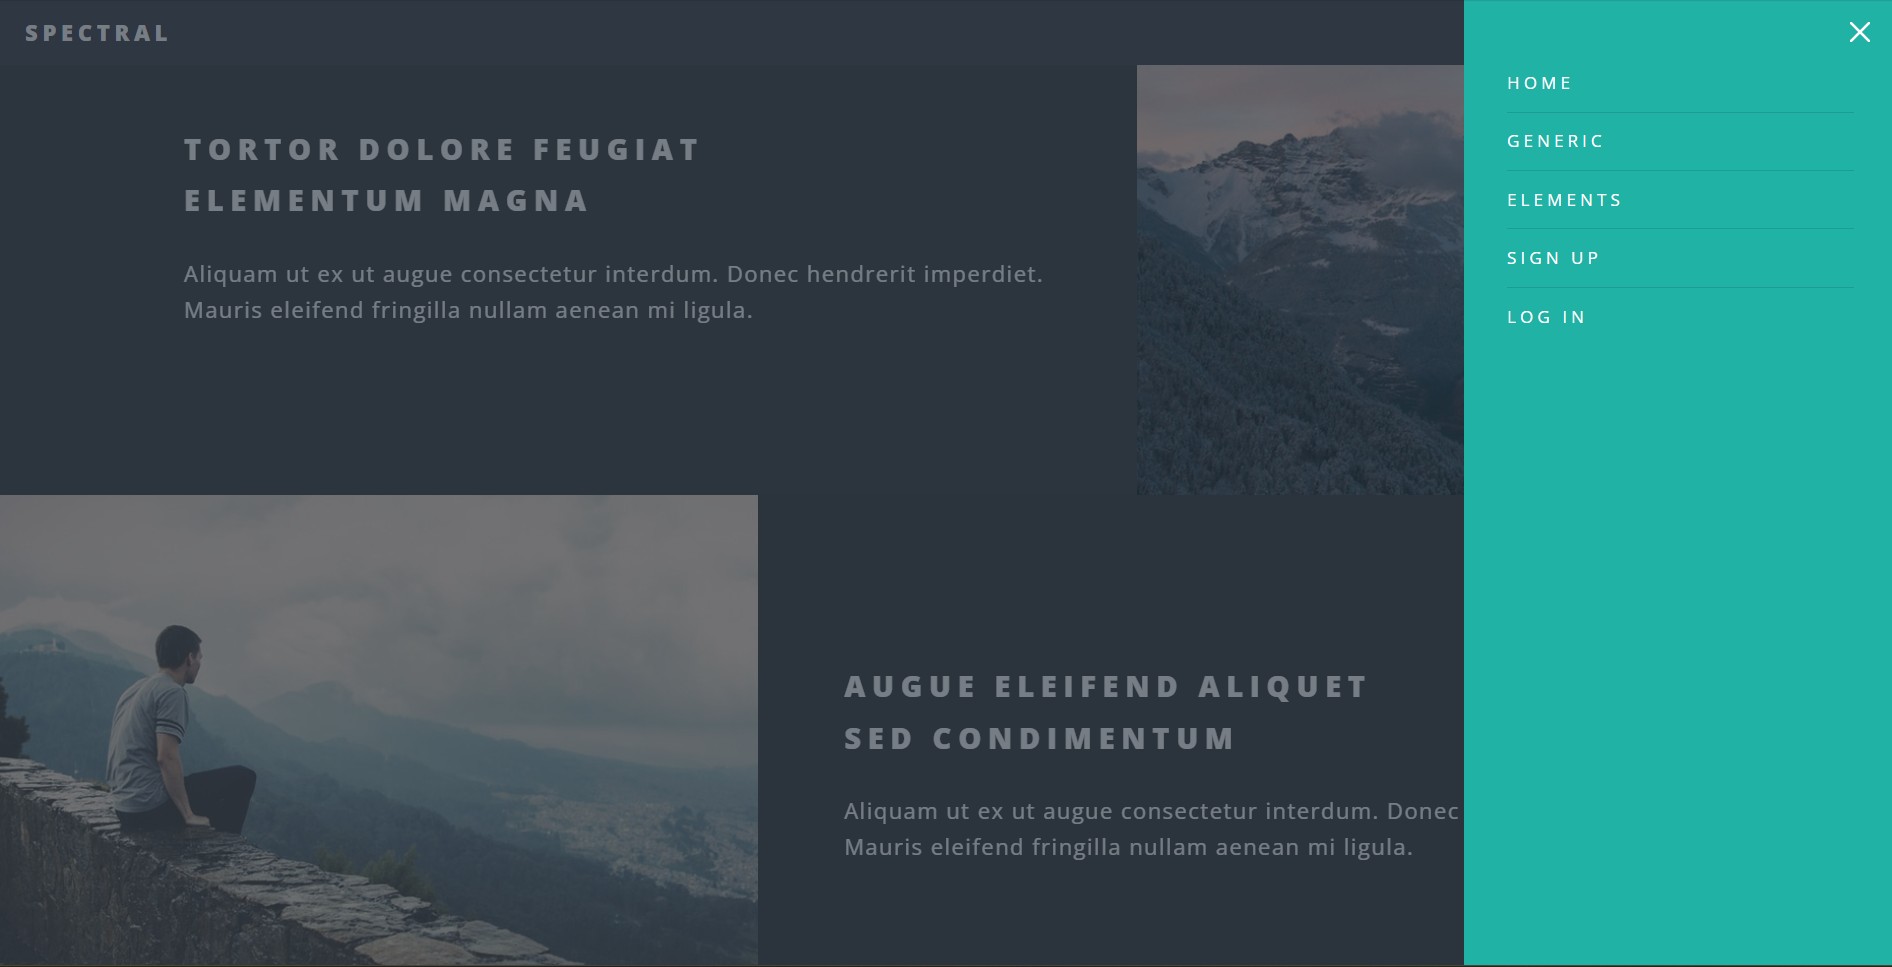 SPECTRAL
TORTOR DOLORE FEUGIAT
ELEMENTUM MAGNA
Aliquam ut ex ut augue consectetur interdum. Donec hendrerit imperdiet.
Mauris eleifend fringilla nullam aenean mi ligula.
AUGUE ELEIFEND ALIQUET
SED CONDIMENTUM
Aliquam ut ex ut augue consectetur interdum. Donec
Mauris eleifend fringilla nullam aenean mi ligula.
HOME
GENERIC
ELEMENTS
SIGN UP
LOG IN